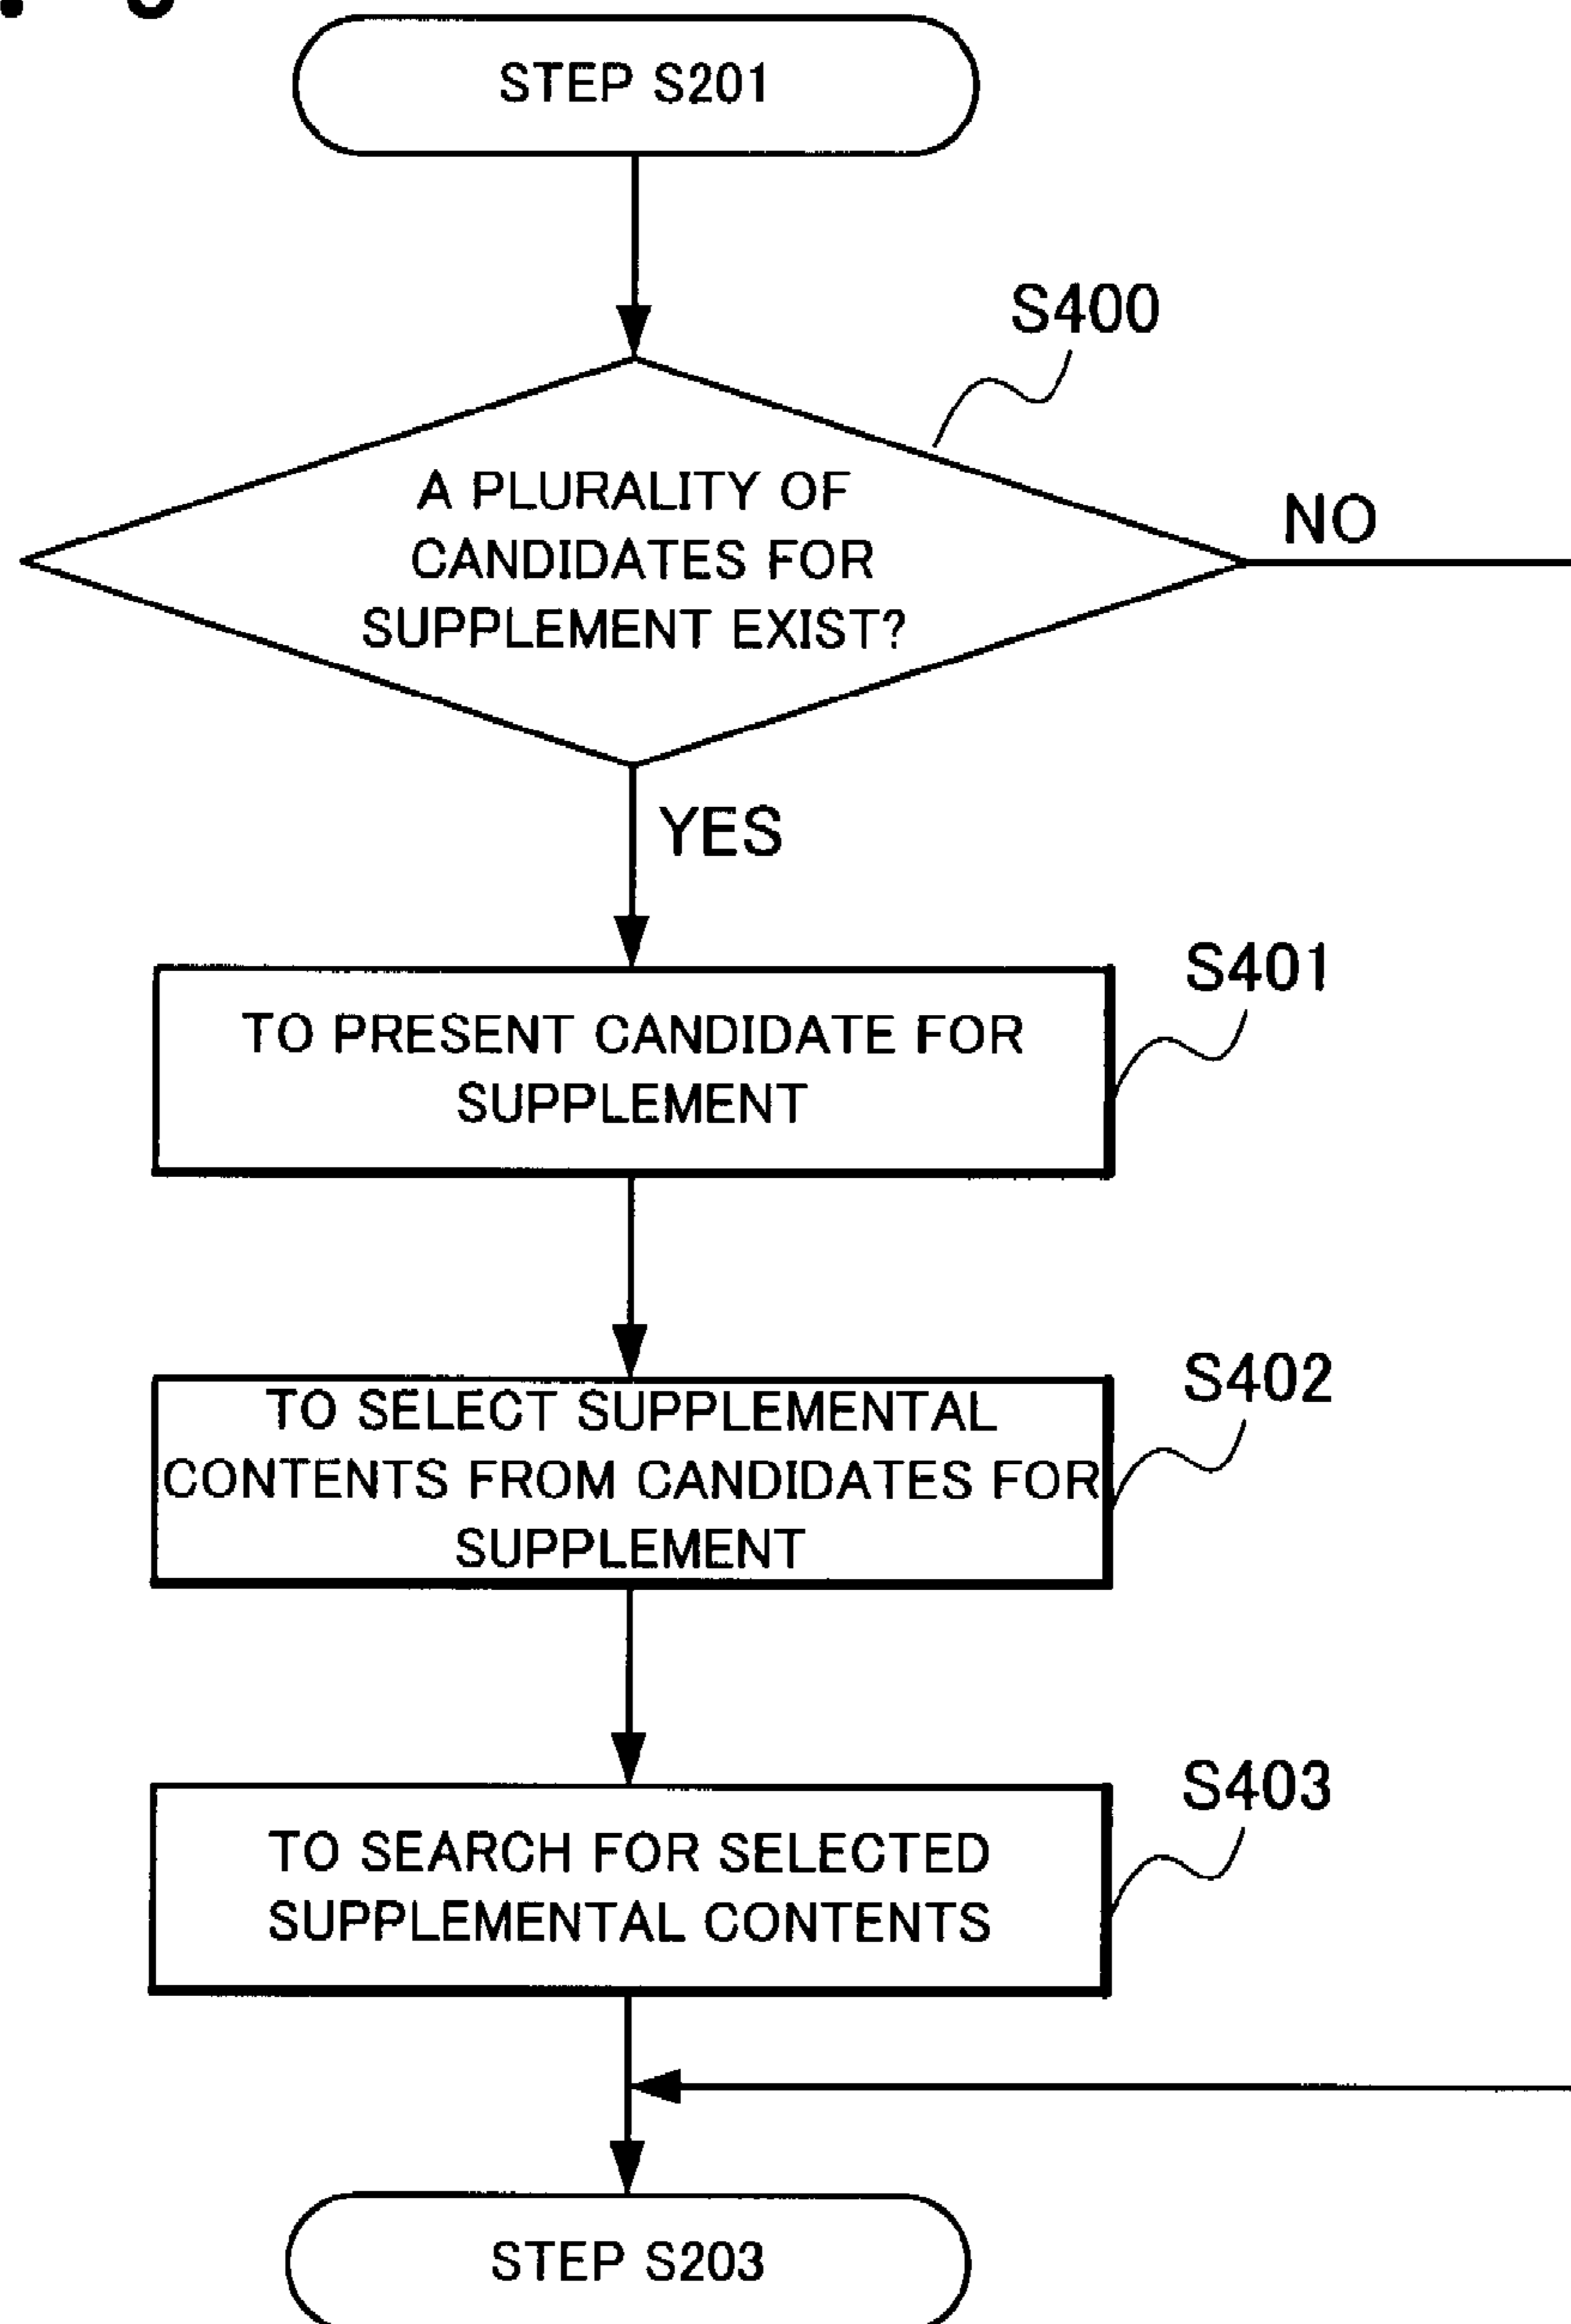 STEP S201
S400
A PLURALITY OF
CANDIDATES FOR
SUPPLEMENT EXIST?
NO
YES
S401
TO PRESENT CANDIDATE FOR
SUPPLEMENT
S402
TO SELECT SUPPLEMENTAL
CONTENTS FROM CANDIDATES FOR
SUPPLEMENT
S403
TO SEARCH FOR SELECTED
SUPPLEMENTAL CONTENTS
STEP S203